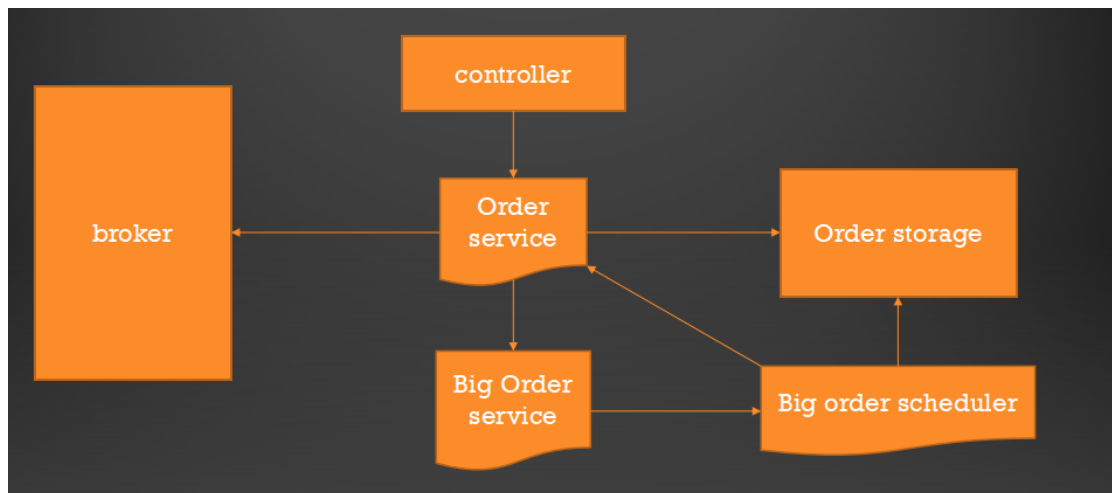 controller
broker
Order
service
Order storage
Big Order
service
Big order scheduler